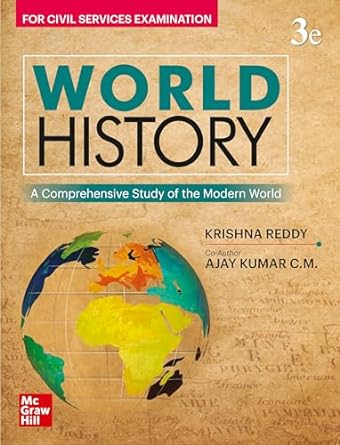 FOR CIVIL SERVICES EXAMINATION
3e
WORLD
HISTORY
A Comprehensive Study of the Modern World
KRISHNA REDDY
Co-Author
AJAY KUMAR C.M.
Mc
Graw
Hill